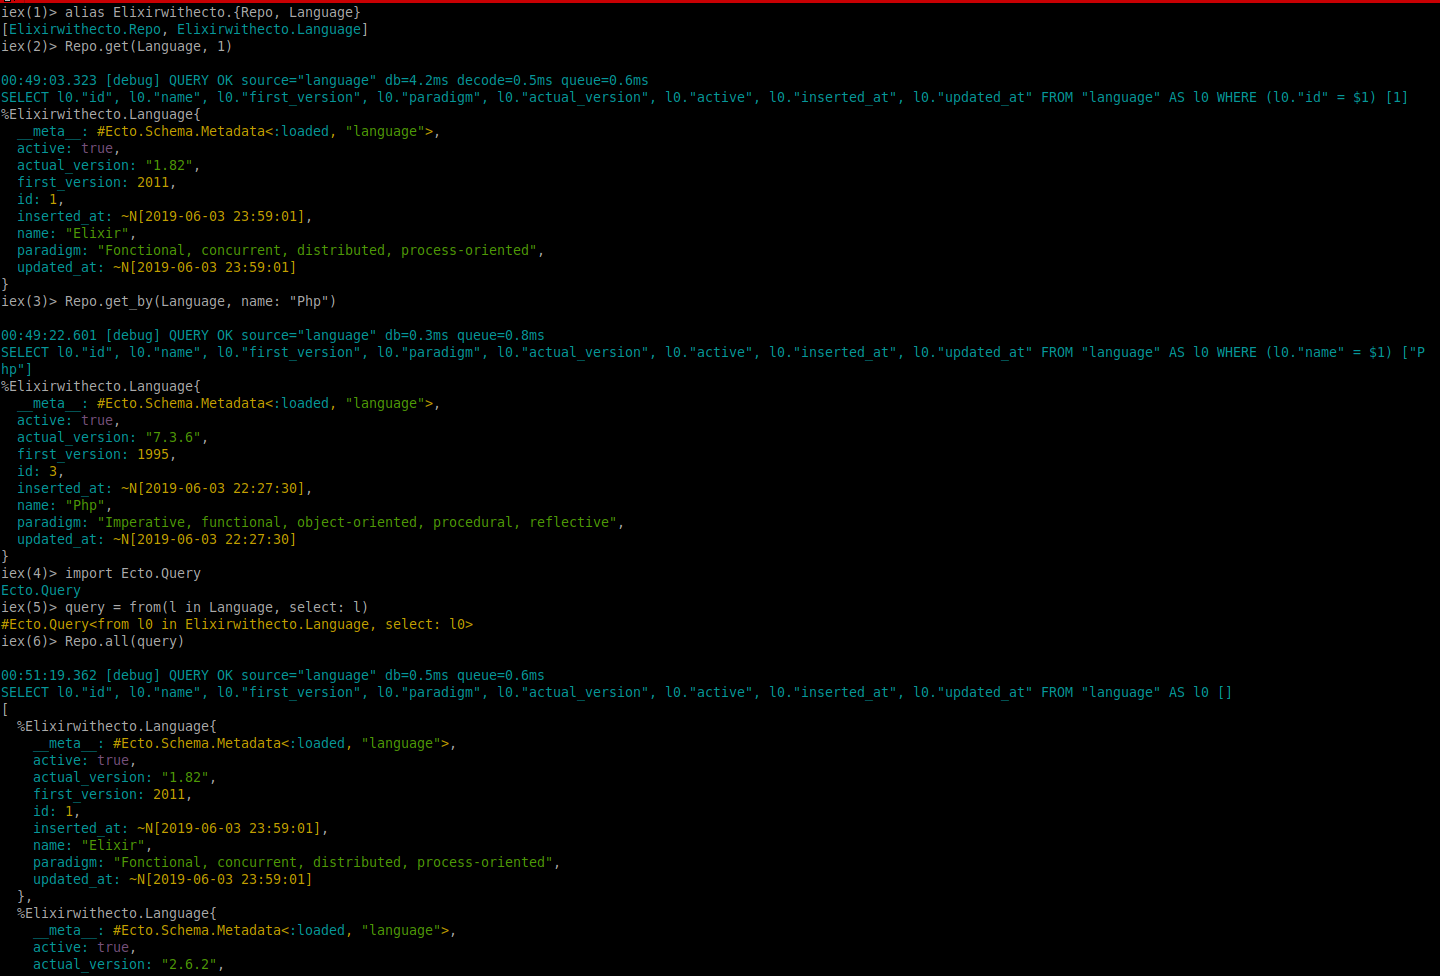 iex(1)> alias Elixirwithecto.{Repo, Language}
[Elixirwithecto.Repo, Elixirwithecto.Language]
iex(2)> Repo.get(Language, 1)
00:49:03.323 [debug] QUERY OK source="language" db=4.2ms decode=0.5ms queue=0.6ms
SELECT l0."id", l0."name", l0."first_version", l0."paradigm", l0."actual_version", l0."active", l0."inserted_at", l0."updated_at" FROM "language" AS l0 WHERE (l0."id" = $1) [1]
%Elixirwithecto.Language{
  __meta__: #Ecto.Schema.Metadata<:loaded, "language">,
  active: true,
  actual_version: "1.82",
  first_version: 2011,
  id: 1,
  inserted_at: ~N[2019-06-03 23:59:01],
  name: "Elixir",
  paradigm: "Fonctional, concurrent, distributed, process-oriented",
  updated_at: ~N[2019-06-03 23:59:01]
}
iex(3)> Repo.get_by(Language, name: "Php")
00:49:22.601 [debug] QUERY OK source="language" db=0.3ms queue=0.8ms
SELECT l0."id", l0."name", l0."first_version", l0."paradigm", l0."actual_version", l0."active", l0."inserted_at", l0."updated_at" FROM "language" AS l0 WHERE (l0."name" = $1) ["P
hp"]
%Elixirwithecto.Language{
  __meta__: #Ecto.Schema.Metadata<:loaded, "language">,
  active: true,
  actual_version: "7.3.6",
  first_version: 1995,
  id: 3,
  inserted_at: ~N[2019-06-03 22:27:30],
  name: "Php",
  paradigm: "Imperative, functional, object-oriented, procedural, reflective",
  updated_at: ~N[2019-06-03 22:27:30]
}
iex(4)> import Ecto.Query
Ecto.Query
iex(5)> query = from(l in Language, select: l)
#Ecto.Query<from l0 in Elixirwithecto.Language, select: l0>
iex(6)> Repo.all(query)
00:51:19.362 [debug] QUERY OK source="language" db=0.5ms queue=0.6ms
SELECT l0."id", l0."name", l0."first_version", l0."paradigm", l0."actual_version", l0."active", l0."inserted_at", l0."updated_at" FROM "language" AS l0 []
[
  %Elixirwithecto.Language{
    __meta__: #Ecto.Schema.Metadata<:loaded, "language">,
    active: true,
    actual_version: "1.82",
    first_version: 2011,
    id: 1,
    inserted_at: ~N[2019-06-03 23:59:01],
    name: "Elixir",
    paradigm: "Fonctional, concurrent, distributed, process-oriented",
    updated_at: ~N[2019-06-03 23:59:01]
  },
  %Elixirwithecto.Language{
    __meta__: #Ecto.Schema.Metadata<:loaded, "language">,
    active: true,
    actual_version: "2.6.2",